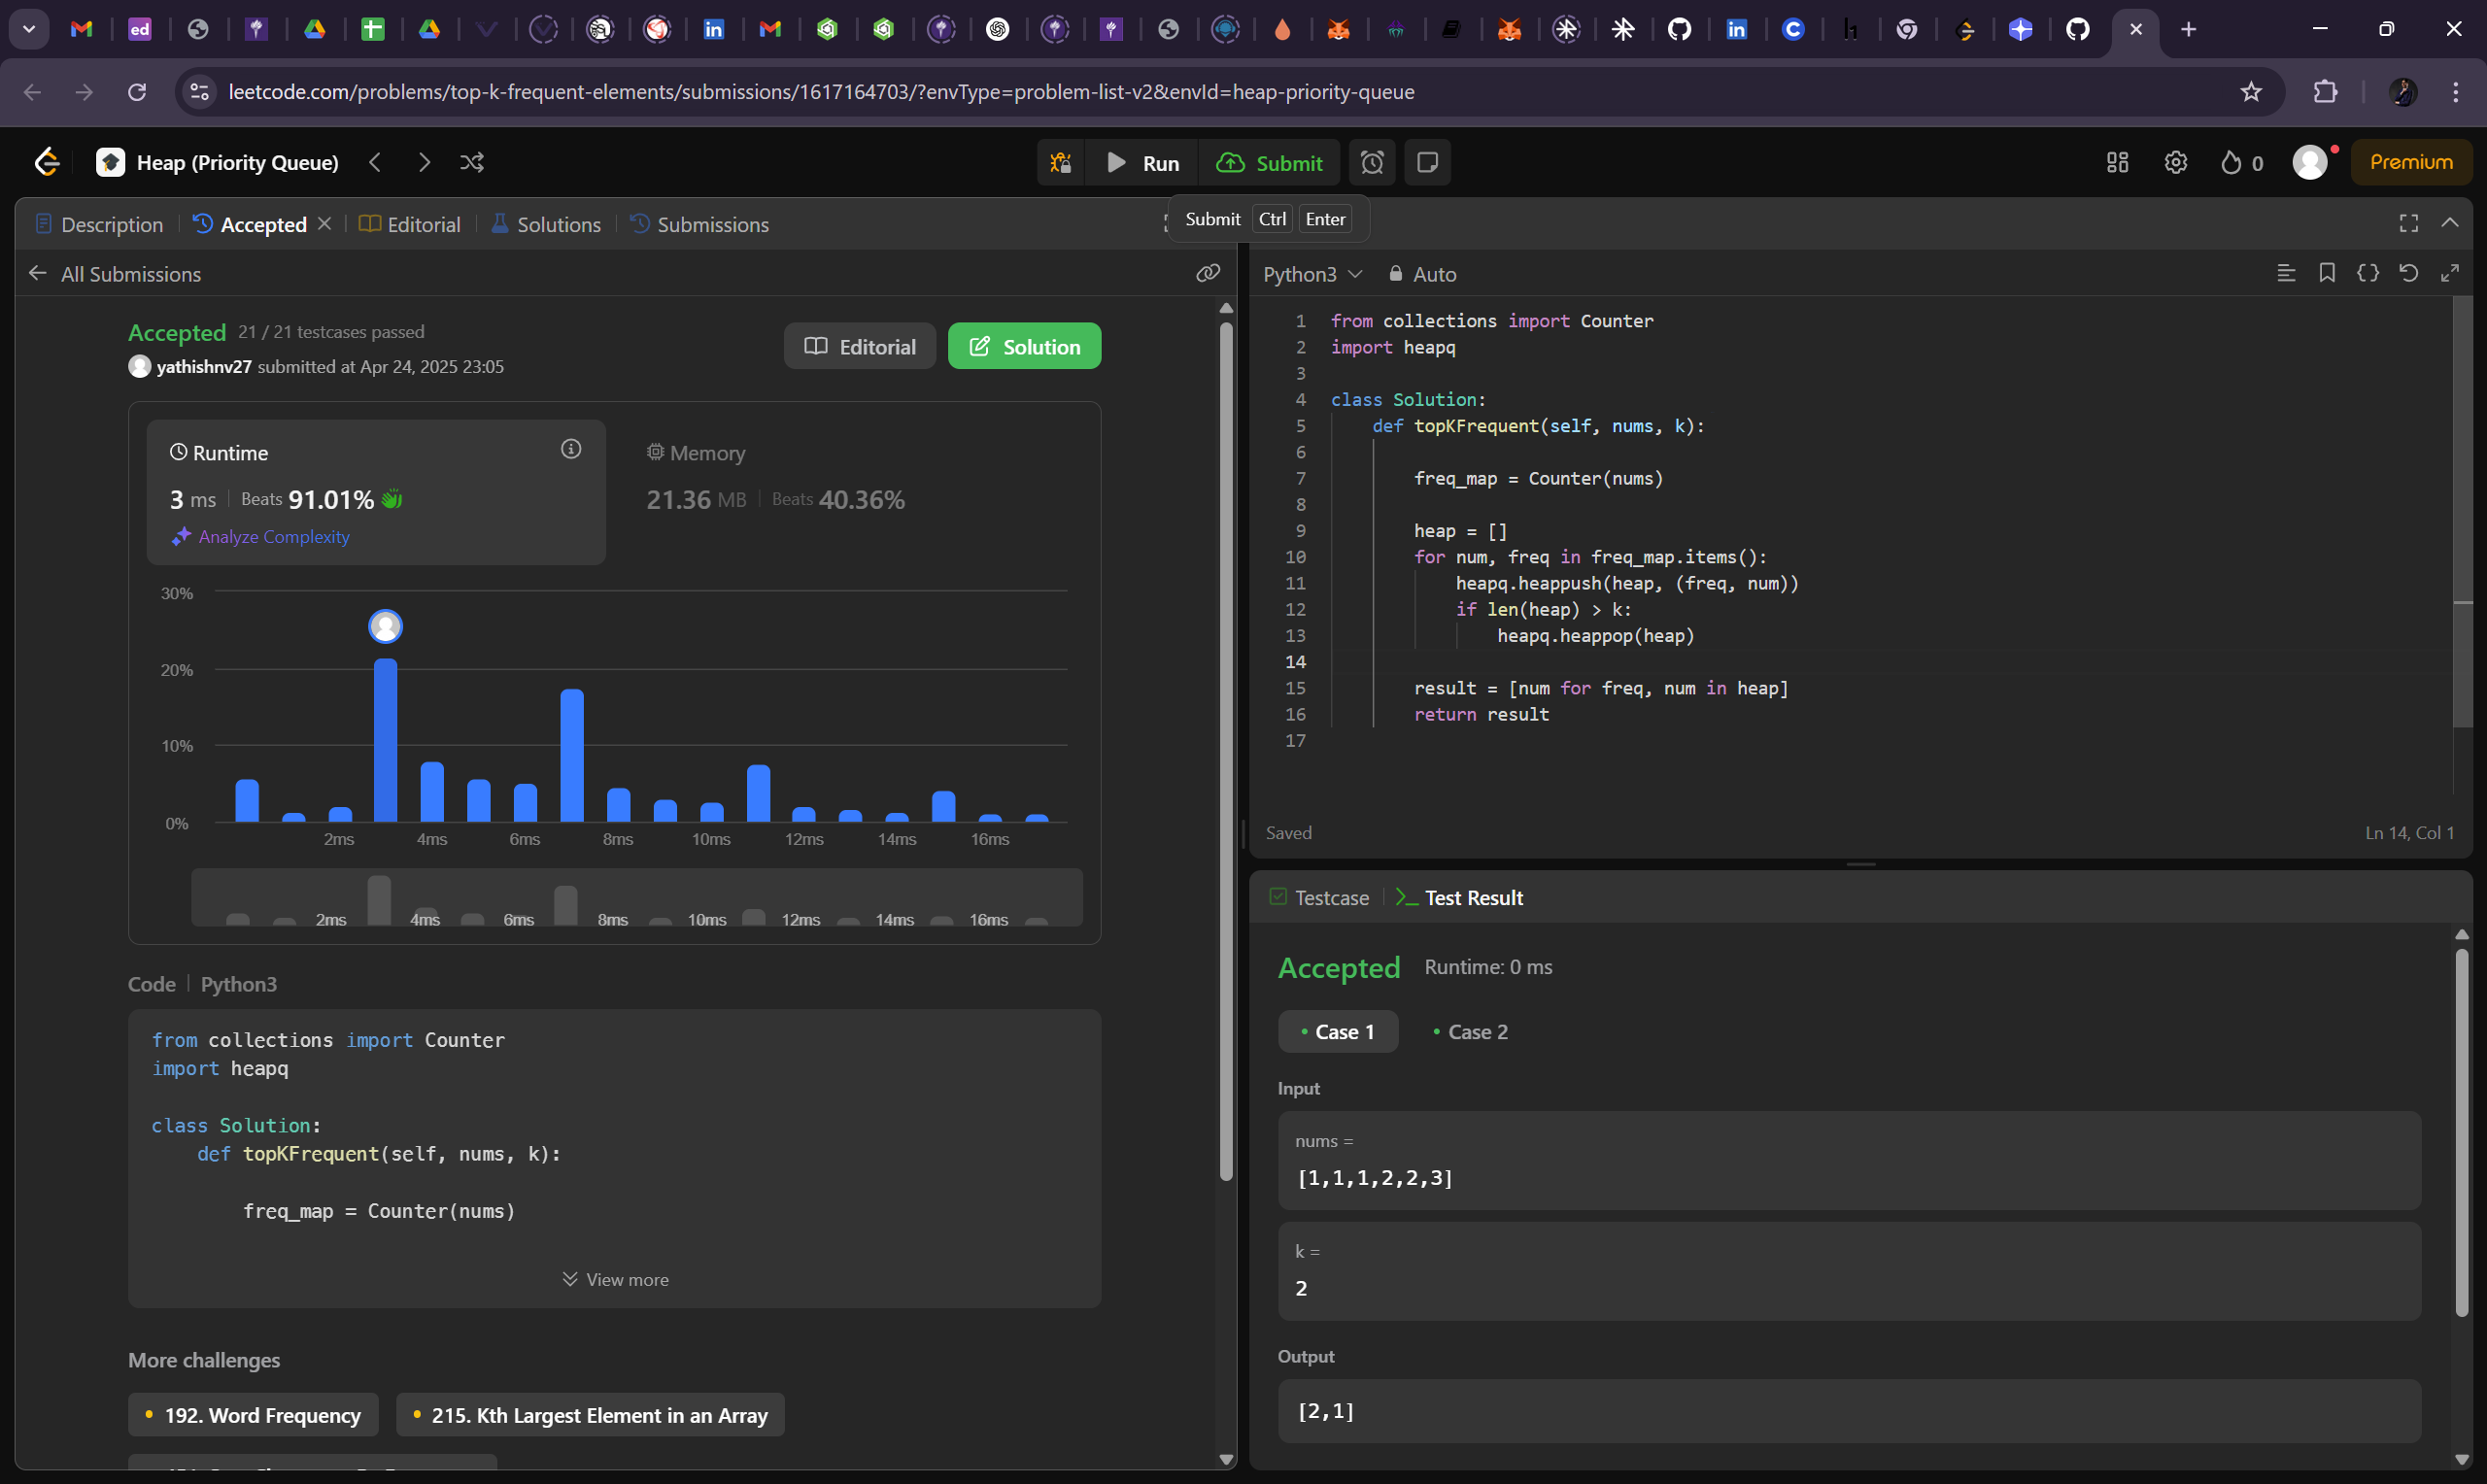 leetcode.com/problems/top-k-frequent-elements/submissions/1617164703/?envType=problem-list-v2&envId=heap-priority-queue
Heap (Priority Queue)
Run
Submit
0
Premium
Description
Accepted
Editorial
Solutions
Submissions
Submit Ctrl Enter
All Submissions
Accepted 21 / 21 testcases passed
yathishnv27 submitted at Apr 24, 2025 23:05
Editorial
Solution
Runtime
3 ms Beats 91.01%
Analyze Complexity
Memory
21.36 MB Beats 40.36%
30%
20%
10%
0%
2ms 4ms 6ms 8ms 10ms 12ms 14ms 16ms
2ms 4ms 6ms 8ms 10ms 12ms 14ms 16ms
Code Python3
from collections import Counter
import heapq
class Solution:
def topKFrequent(self, nums, k):
freq_map = Counter(nums)
View more
More challenges
192. Word Frequency
215. Kth Largest Element in an Array
Python3 Auto
1 from collections import Counter
2 import heapq
3
4 class Solution:
5 def topKFrequent(self, nums, k):
6
7 freq_map = Counter(nums)
8
9 heap = []
10 for num, freq in freq_map.items():
11 heapq.heappush(heap, (freq, num))
12 if len(heap) > k:
13 heapq.heappop(heap)
14
15 result = [num for freq, num in heap]
16 return result
17
Saved
Ln 14, Col 1
Testcase
Test Result
Accepted Runtime: 0 ms
Case 1
Case 2
Input
nums =
[1,1,1,2,2,3]
k =
2
Output
[2,1]